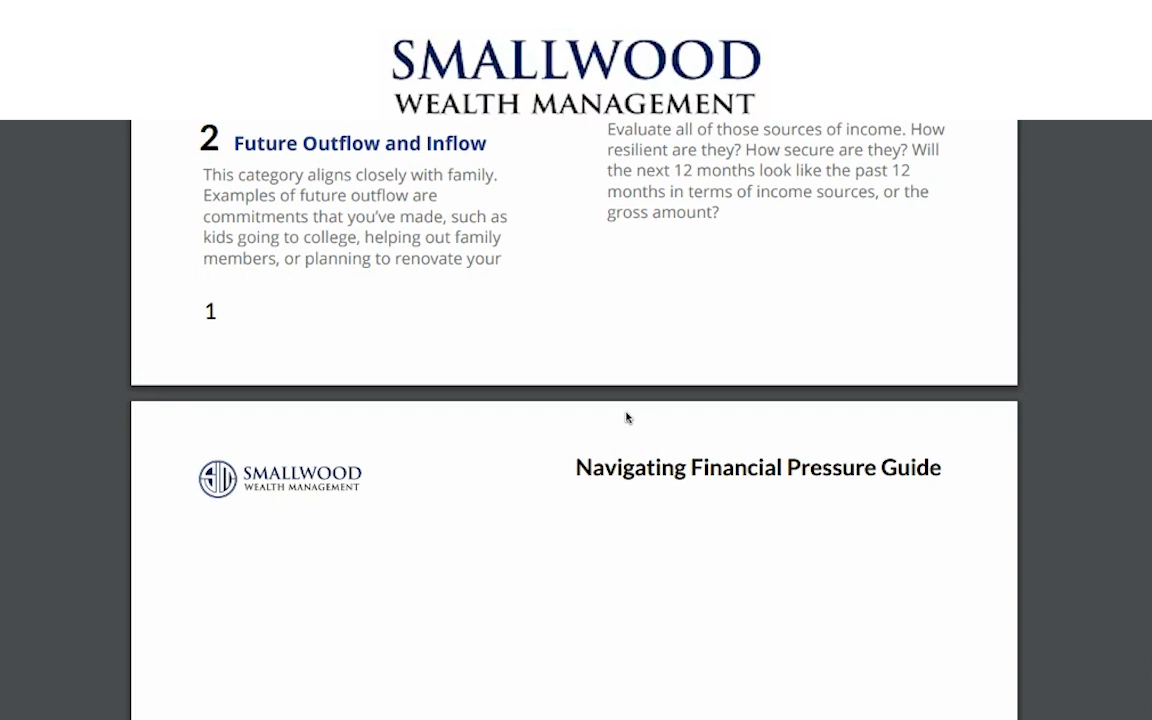 SMALLWOOD
WEALTH MANAGEMENT
2 Future Outflow and Inflow
This category aligns closely with family.
Examples of future outflow are
commitments that you’ve made, such as
kids going to college, helping out family
members, or planning to renovate your
Evaluate all of those sources of income. How
resilient are they? How secure are they? Will
the next 12 months look like the past 12
months in terms of income sources, or the
gross amount?
1
SMALLWOOD
WEALTH MANAGEMENT
Navigating Financial Pressure Guide